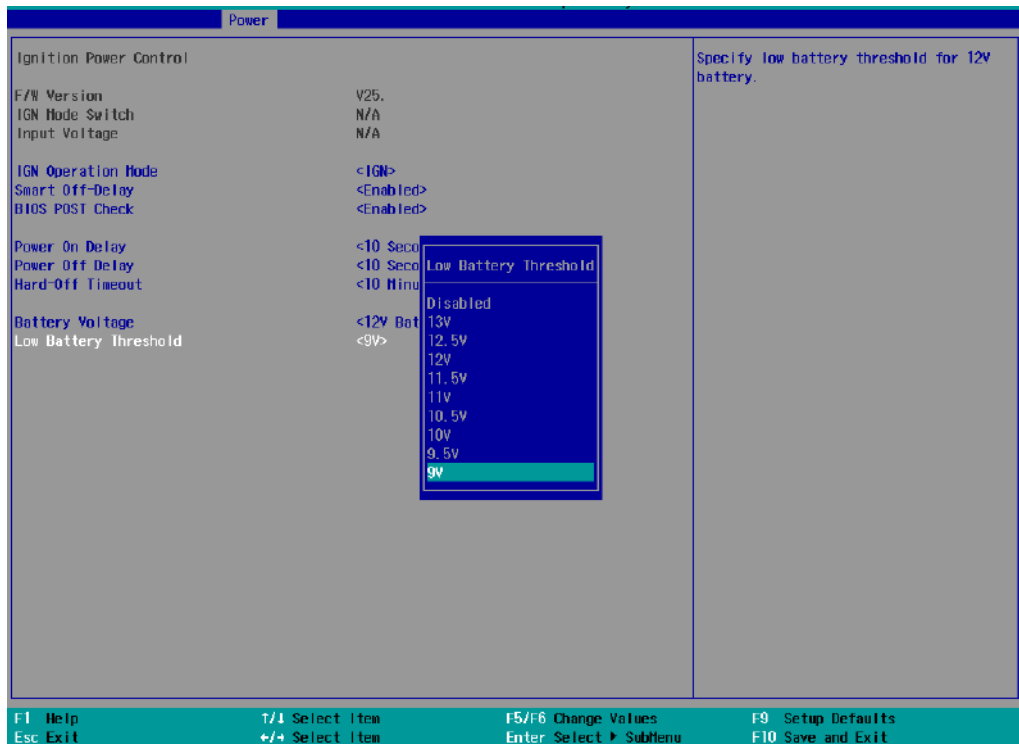 Power
Ignition Power Control
Specify low battery threshold for 12V
battery.
F/W Version V25.
IGN Mode Switch N/A
Input Voltage N/A
IGN Operation Mode <IGN>
Smart Off-Delay <Enabled>
BIOS POST Check <Enabled>
Power On Delay <10 Seco
Power Off Delay <10 Seco
Hard-Off Timeout <10 Minu
Battery Voltage <12V Bat
Low Battery Threshold <9V>
Low Battery Threshold
Disabled
13V
12.5V
12V
11.5V
11V
10.5V
10V
9.5V
9V
F1 Help ↑/↓ Select Item F5/F6 Change Values F9 Setup Defaults
Esc Exit ←/→ Select Item Enter Select ▶ SubMenu F10 Save and Exit